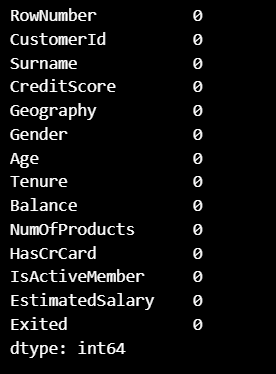 RowNumber 0
CustomerId 0
Surname 0
CreditScore 0
Geography 0
Gender 0
Age 0
Tenure 0
Balance 0
NumOfProducts 0
HasCrCard 0
IsActiveMember 0
EstimatedSalary 0
Exited 0
dtype: int64